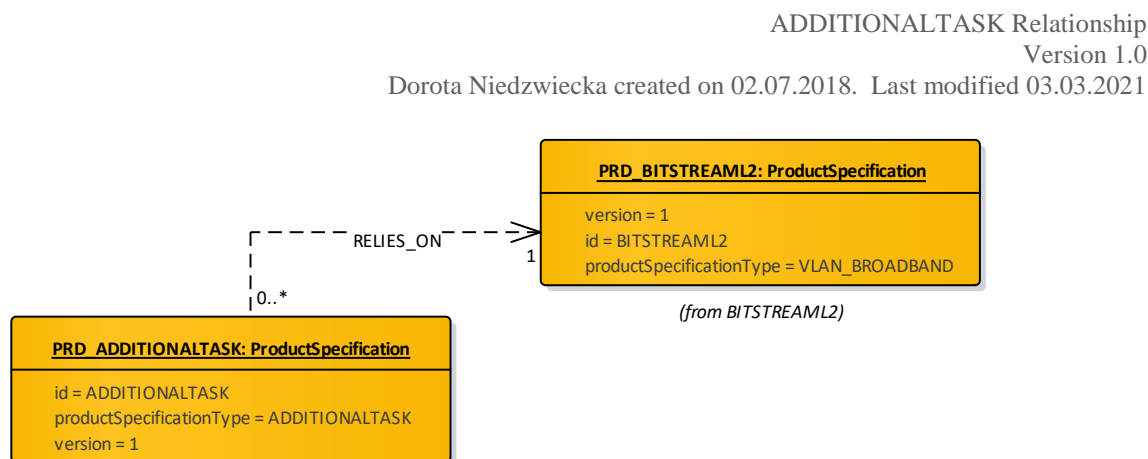 ADDITIONALTASK Relationship
Version 1.0
Dorota Niedzwiecka created on 02.07.2018.  Last modified 03.03.2021
PRD_BITSTREAML2: ProductSpecification
version = 1
id = BITSTREAML2
productSpecificationType = VLAN_BROADBAND
RELIES_ON
1
0..*
(from BITSTREAML2)
PRD_ADDITIONALTASK: ProductSpecification
id = ADDITIONALTASK
productSpecificationType = ADDITIONALTASK
version = 1